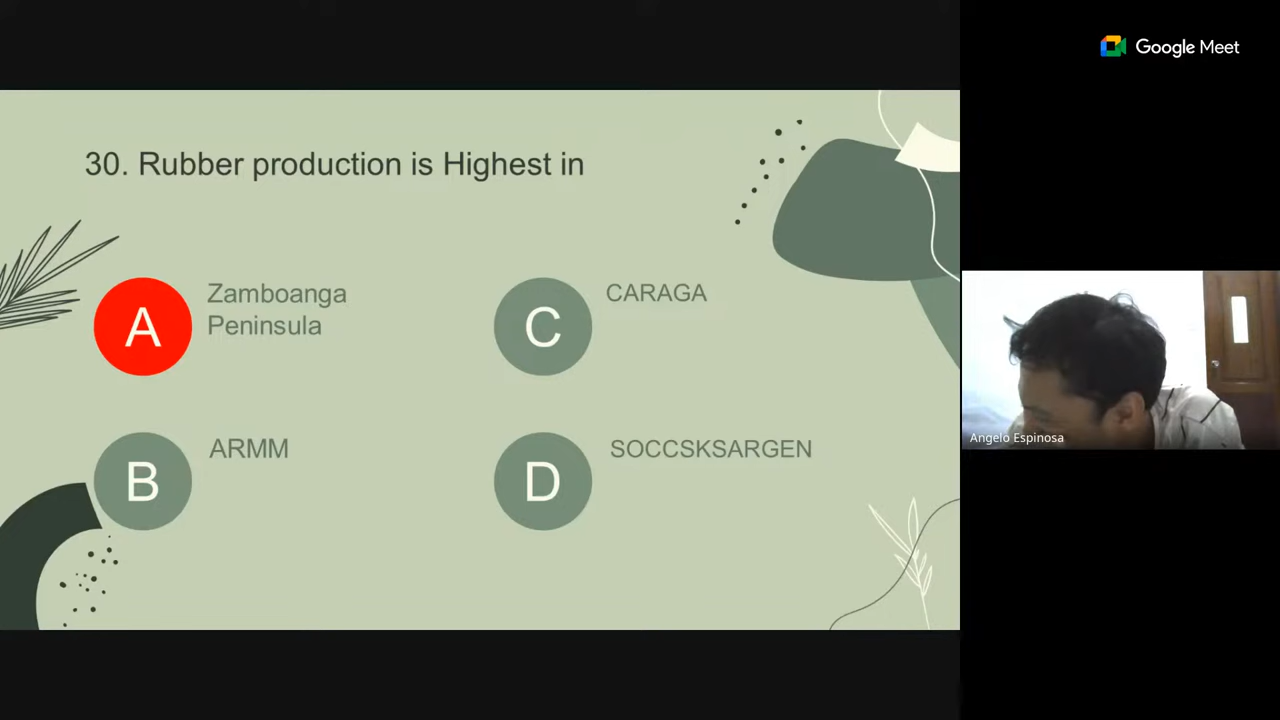 Google Meet
30. Rubber production is Highest in
A
Zamboanga
Peninsula
C
CARAGA
B
ARMM
D
SOCCSKSARGEN
Angelo Espinosa